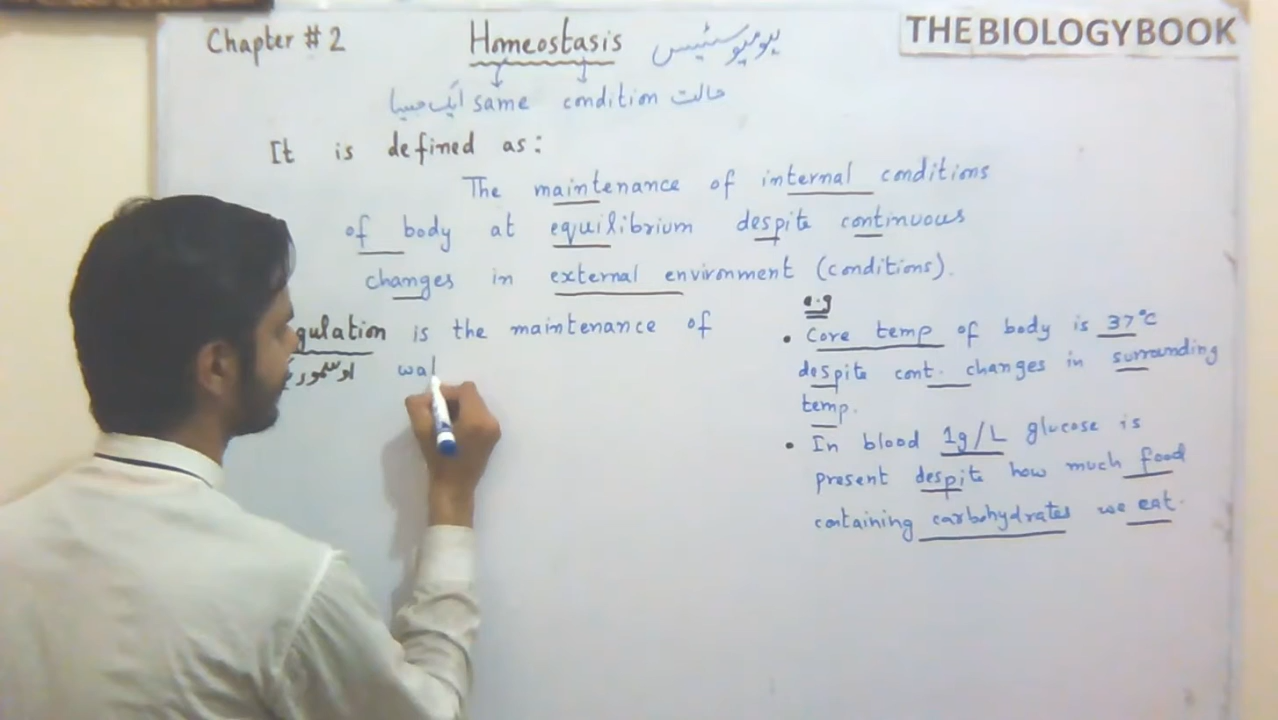 Chapter # 2
Homeostasis ہومیوسٹیسس
THEBIOLOGYBOOK
ایک جیسا same condition حالت
It is defined as:
The maintenance of internal conditions
of body at equilibrium despite continuous
changes in external environment (conditions).
gulation is the maintenance of
wa
e.g
• Core temp of body is 37°C
despite cont. changes in surrounding
temp.
• In blood 1g/L glucose is
present despite how much food
containing carbohydrates we eat.